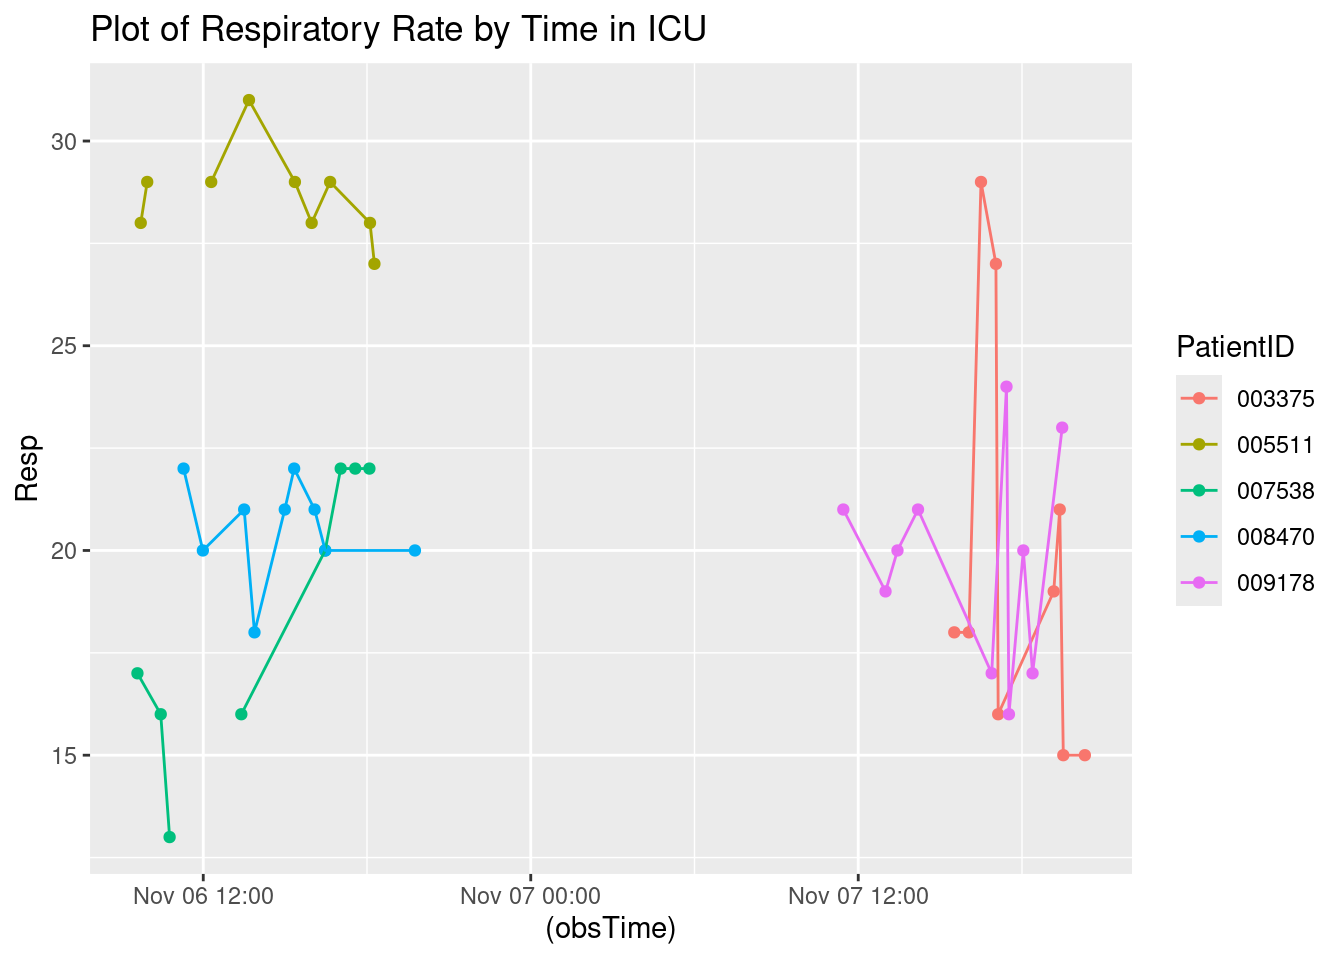 Plot of Respiratory Rate by Time in ICU
30
25
20
15
Resp
Nov 06 12:00
Nov 07 00:00
Nov 07 12:00
(obsTime)
PatientID
003375
005511
007538
008470
009178